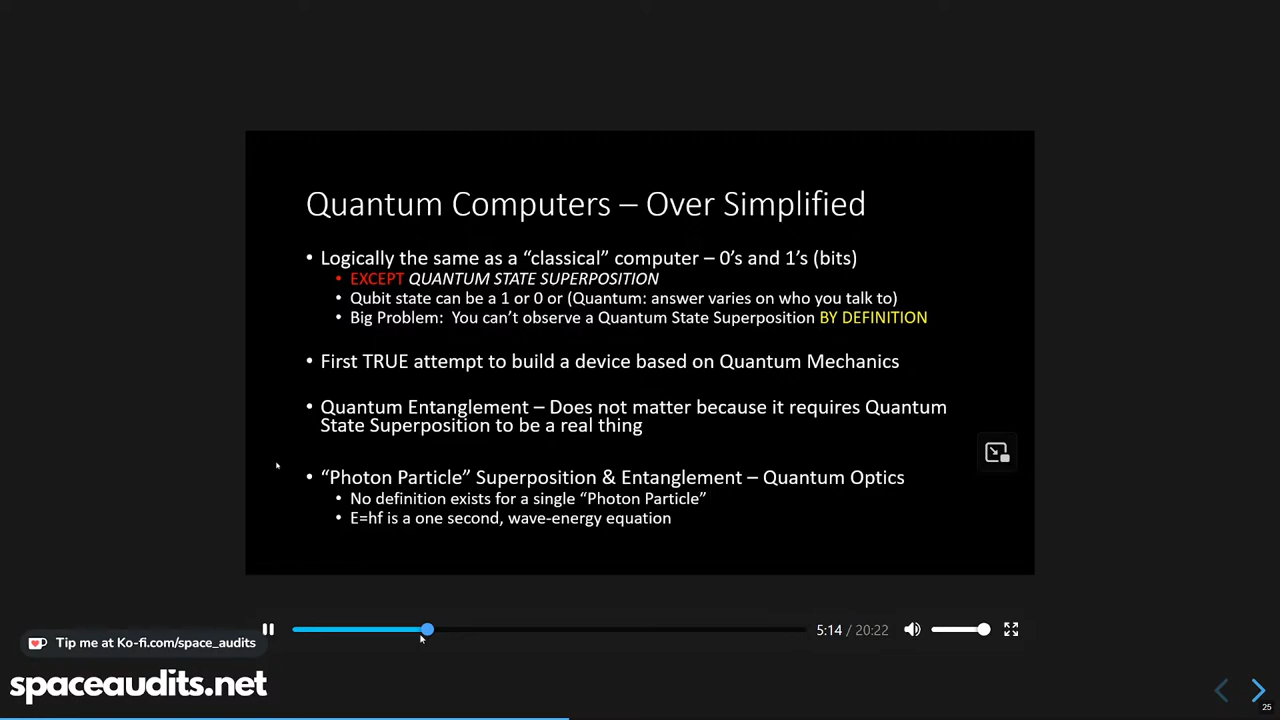 Quantum Computers – Over Simplified
• Logically the same as a “classical” computer – 0’s and 1’s (bits)
• EXCEPT QUANTUM STATE SUPERPOSITION
• Qubit state can be a 1 or 0 or (Quantum: answer varies on who you talk to)
• Big Problem:  You can’t observe a Quantum State Superposition BY DEFINITION
• First TRUE attempt to build a device based on Quantum Mechanics
• Quantum Entanglement – Does not matter because it requires Quantum
State Superposition to be a real thing
• “Photon Particle” Superposition & Entanglement – Quantum Optics
• No definition exists for a single “Photon Particle”
• E=hf is a one second, wave-energy equation
5:14 / 20:22
Tip me at Ko-fi.com/space_audits
spaceaudits.net
25